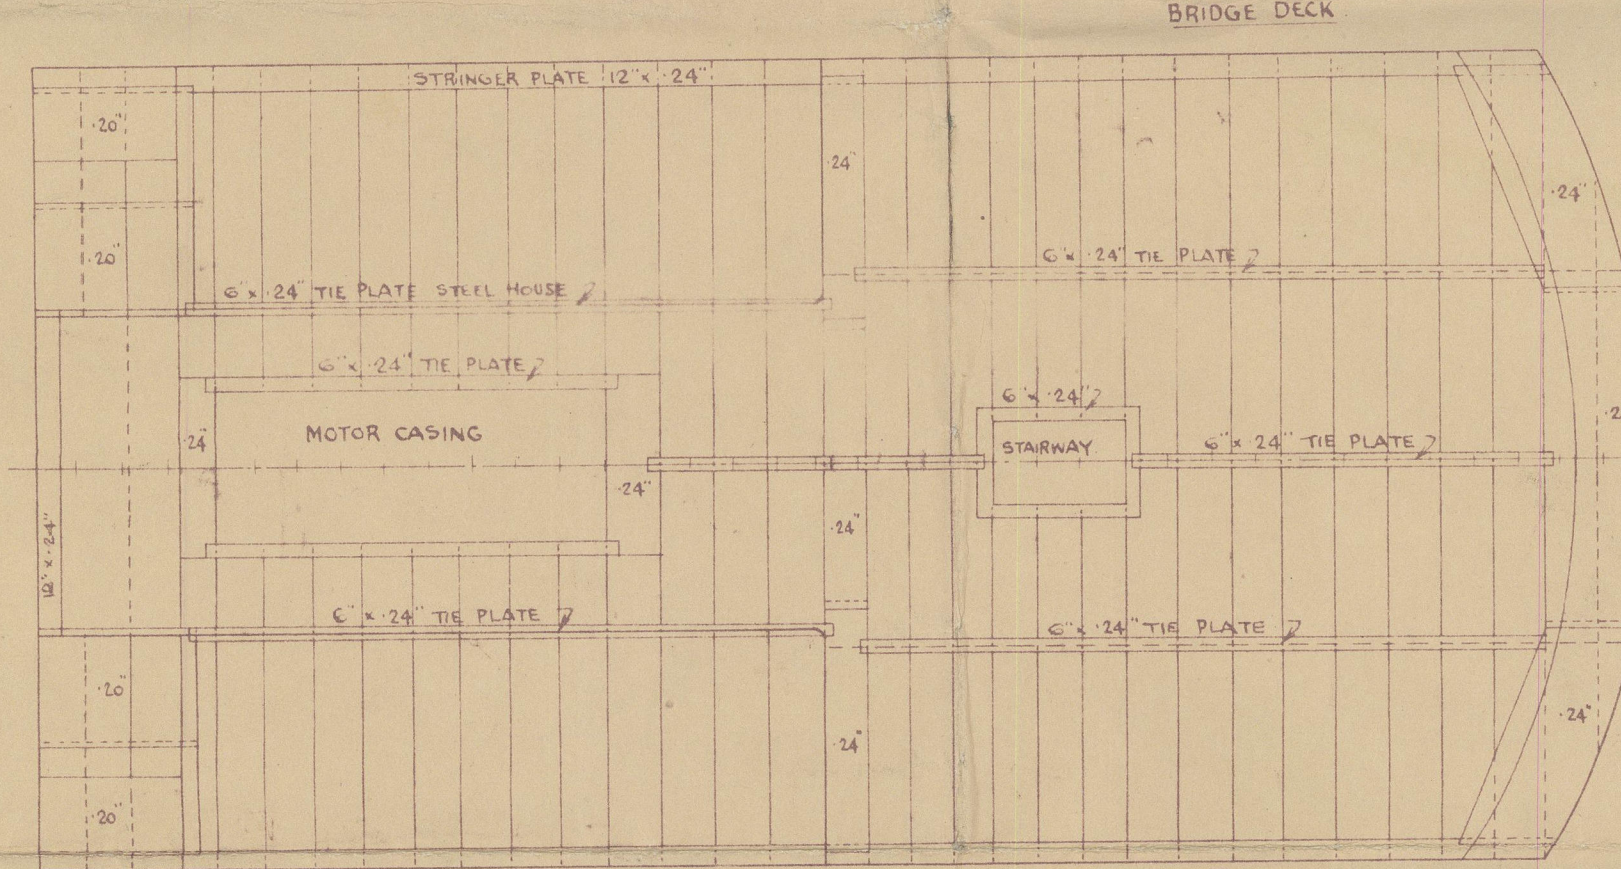 BRIDGE DECK
STRINGER PLATE 12" x .24"
.20"
.24"
.24"
.20"
6" x .24" TIE PLATE
6" x .24" TIE PLATE STEEL HOUSE
6" x .24" TIE PLATE
6" x .24"
.24"
MOTOR CASING
STAIRWAY
6" x .24" TIE PLATE
.24"
.24"
12" x .24"
6" x .24" TIE PLATE
6" x .24" TIE PLATE
.20"
.24"
.24"
.20"